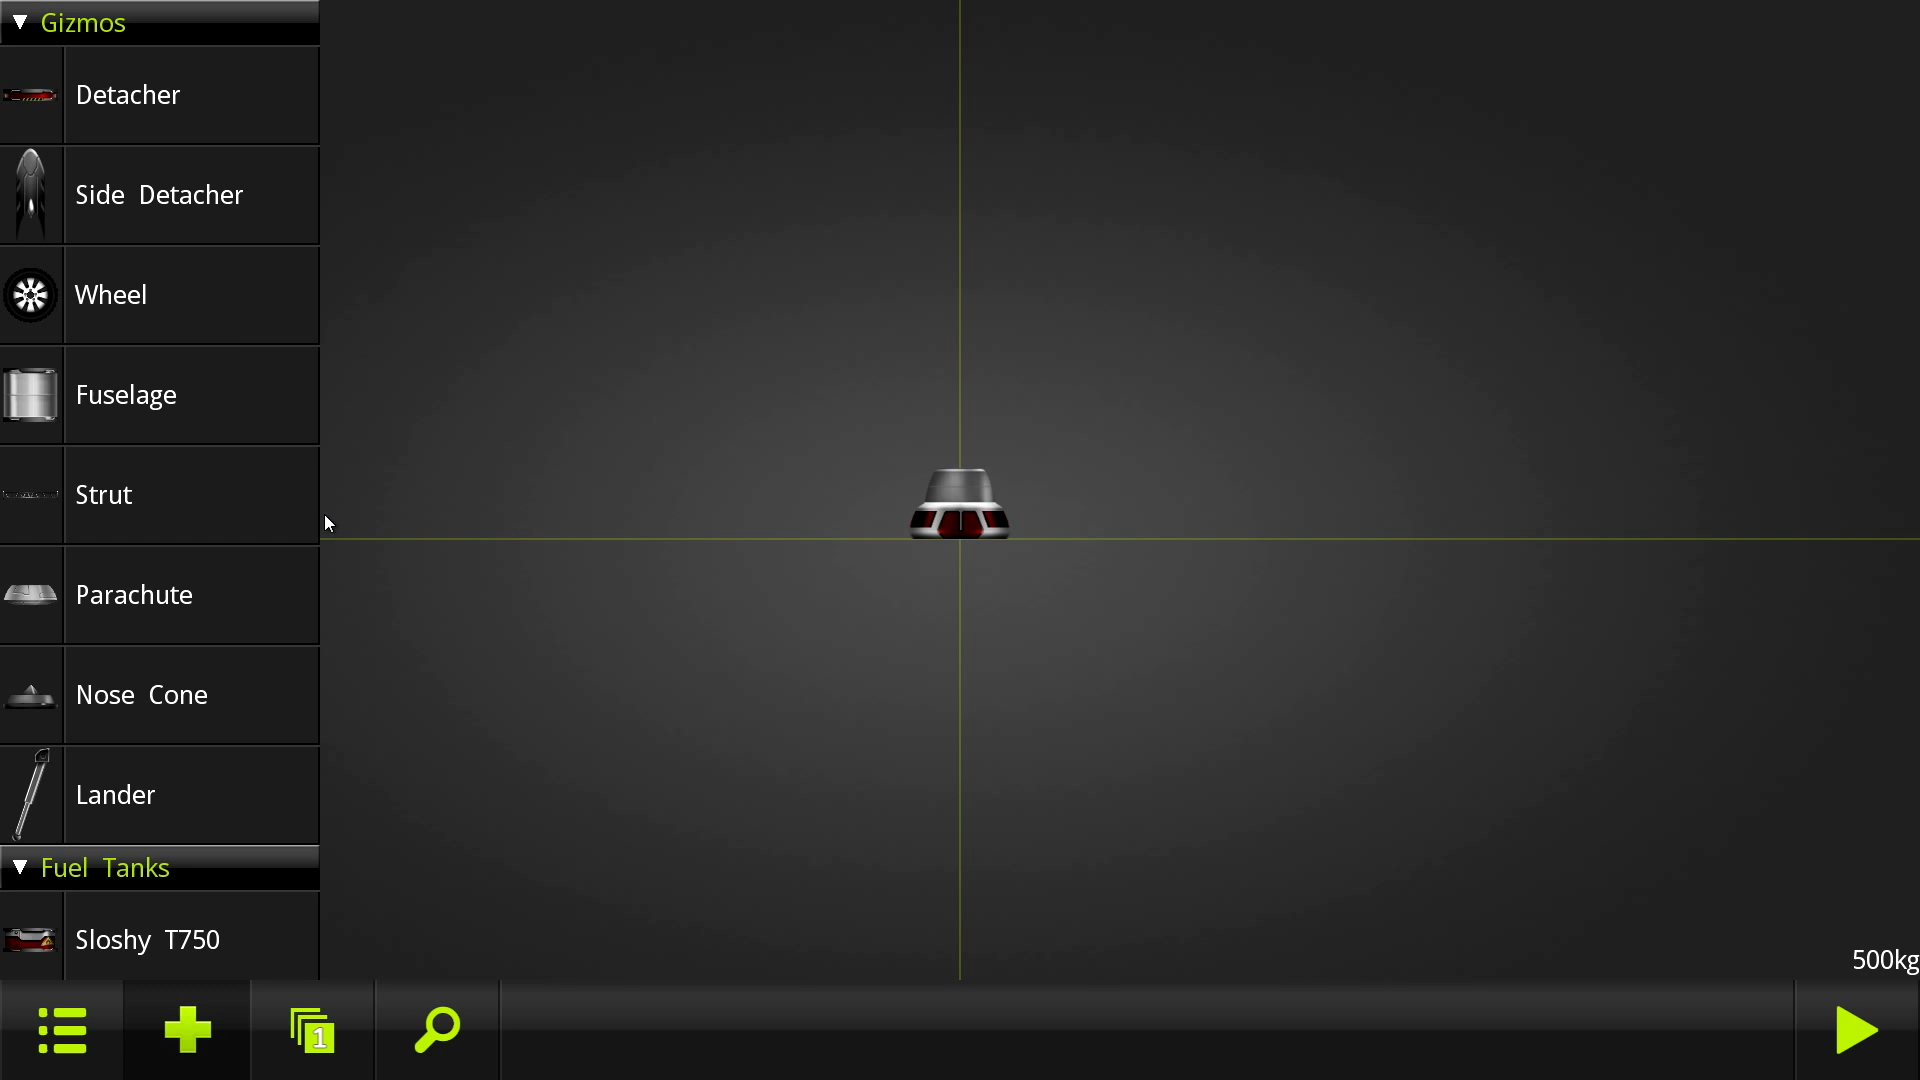 Gizmos
Detacher
Side Detacher
Wheel
Fuselage
Strut
Parachute
Nose Cone
Lander
Fuel Tanks
Sloshy T750
500kg
1